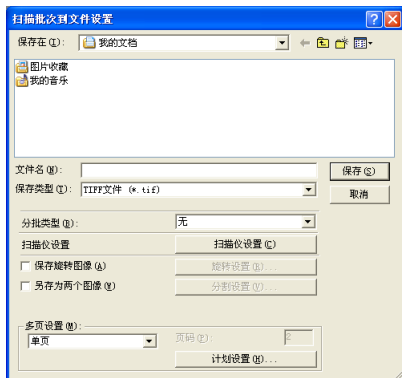 扫描批次到文件设置
保存在(I): 我的文档
图片收藏
我的音乐
文件名(N): 保存(S)
保存类型(T): TIFF文件 (*.tif) 取消
分批类型(B): 无
扫描仪设置 扫描仪设置(C)
保存旋转图像(A) 旋转设置(R)...
另存为两个图像(Y) 分割设置(V)...
多页设置(M):
单页 页码(P): 2
计划设置(H)...